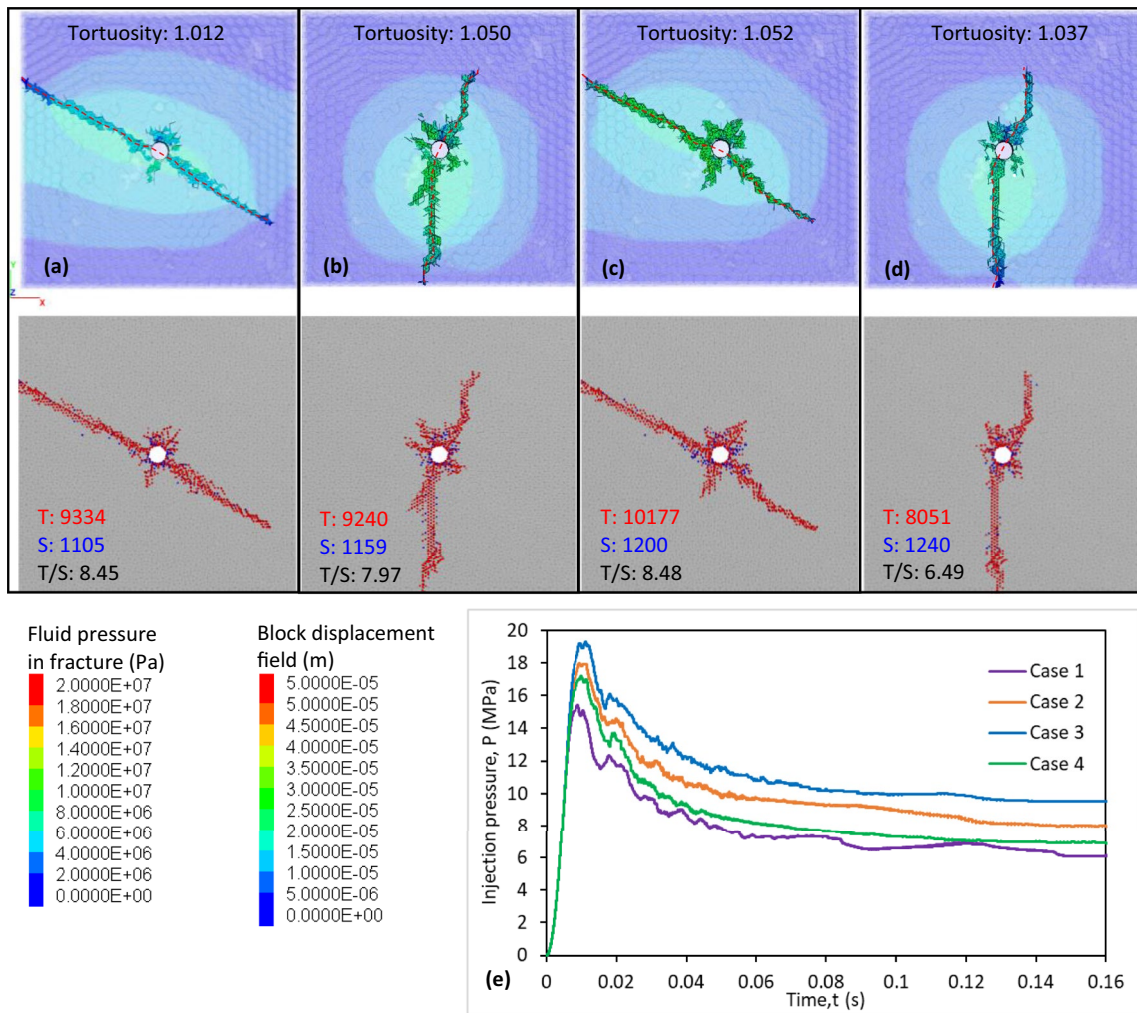 Tortuosity: 1.012
Tortuosity: 1.050
Tortuosity: 1.052
Tortuosity: 1.037
(a)
(b)
(c)
(d)
Y
Z
X
T: 9334
S: 1105
T/S: 8.45
T: 9240
S: 1159
T/S: 7.97
T: 10177
S: 1200
T/S: 8.48
T: 8051
S: 1240
T/S: 6.49
Fluid pressure
in fracture (Pa)
2.0000E+07
1.8000E+07
1.6000E+07
1.4000E+07
1.2000E+07
1.0000E+07
8.0000E+06
6.0000E+06
4.0000E+06
2.0000E+06
0.0000E+00
Block displacement
field (m)
5.0000E-05
5.0000E-05
4.5000E-05
4.0000E-05
3.5000E-05
3.0000E-05
2.5000E-05
2.0000E-05
1.5000E-05
1.0000E-05
5.0000E-06
0.0000E+00
Injection pressure, P (MPa)
20
18
16
14
12
10
8
6
4
2
0
Case 1
Case 2
Case 3
Case 4
0 0.02 0.04 0.06 0.08 0.1 0.12 0.14 0.16
Time,t (s)
(e)